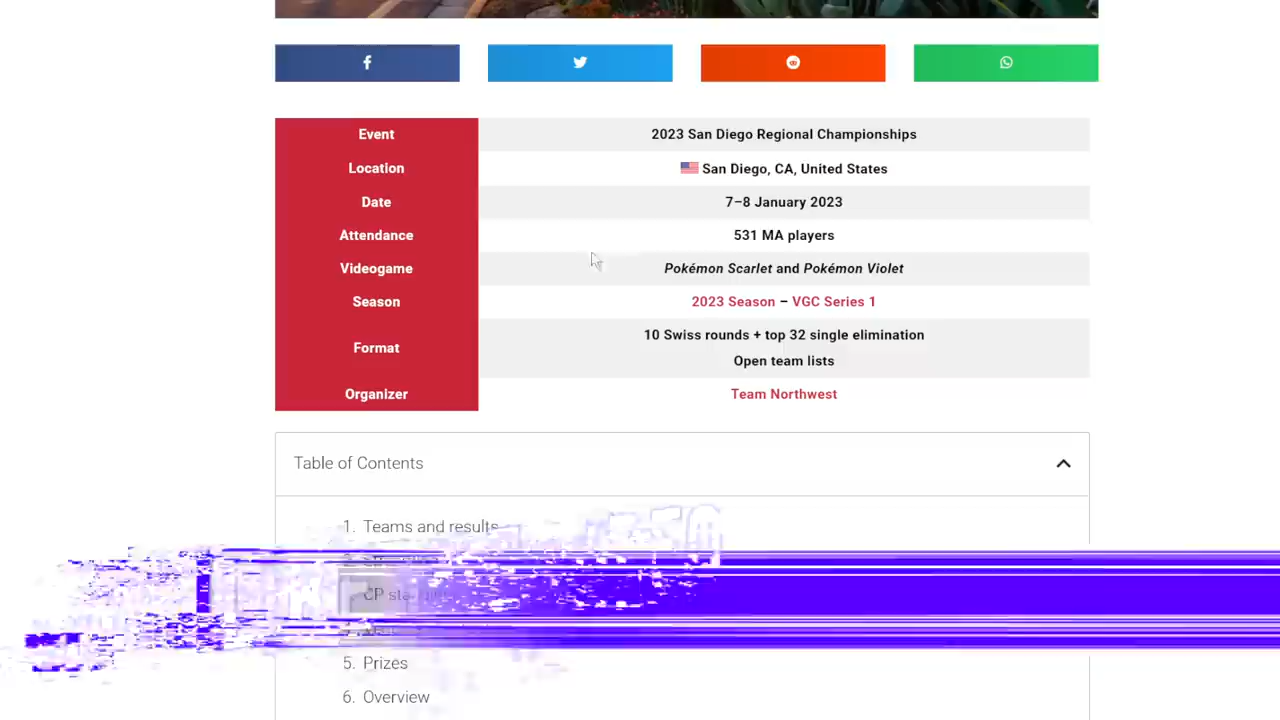 Event 2023 San Diego Regional Championships
Location San Diego, CA, United States
Date 7–8 January 2023
Attendance 531 MA players
Videogame Pokémon Scarlet and Pokémon Violet
Season 2023 Season – VGC Series 1
Format 10 Swiss rounds + top 32 single elimination
Open team lists
Organizer Team Northwest
Table of Contents
1. Teams and results
CP
5. Prizes
6. Overview